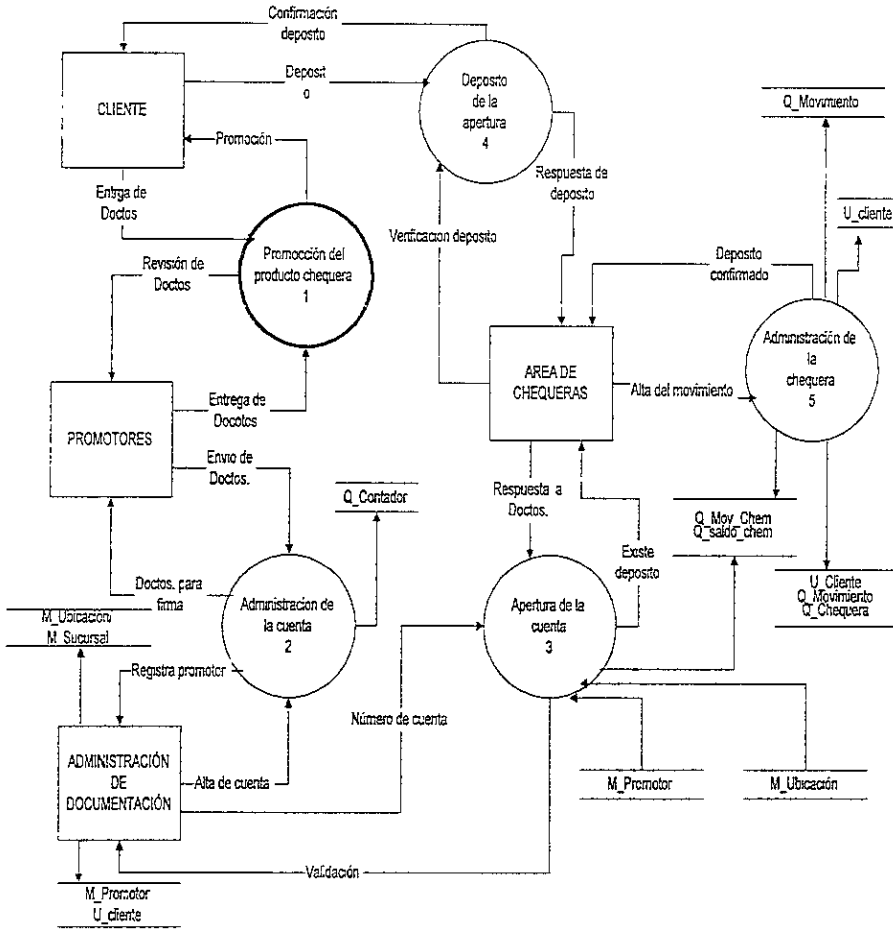 Confirmación
deposito
CLIENTE
Deposit
o
Deposito
de la
apertura
4
Q_Movimiento
Promoción
Entrga de
Doctos
Respuesta de
deposito
U_cliente
Verificacion deposito
Revisión de
Doctos
Promocción del
producto chequera
1
Deposito
confirmado
AREA DE
CHEQUERAS
Alta del movimiento
Administración de
la
chequera
5
PROMOTORES
Entrega de
Docotos
Envio de
Doctos.
Q_Contador
Respuesta a
Doctos.
Existe
deposito
Q_Mov_Chem
Q_saldo_chem
Doctos. para
firma
M_Ubicación/
M_Sucursal
Administracion de
la cuenta
2
Apertura de la
cuenta
3
U_Cliente
Q_Movimiento
Q_Chequera
Registra promotor
Número de cuenta
ADMINISTRACIÓN
DE
DOCUMENTACIÓN
Alta de cuenta
M_Promotor
M_Ubicación
Validación
M_Promotor
U_cliente